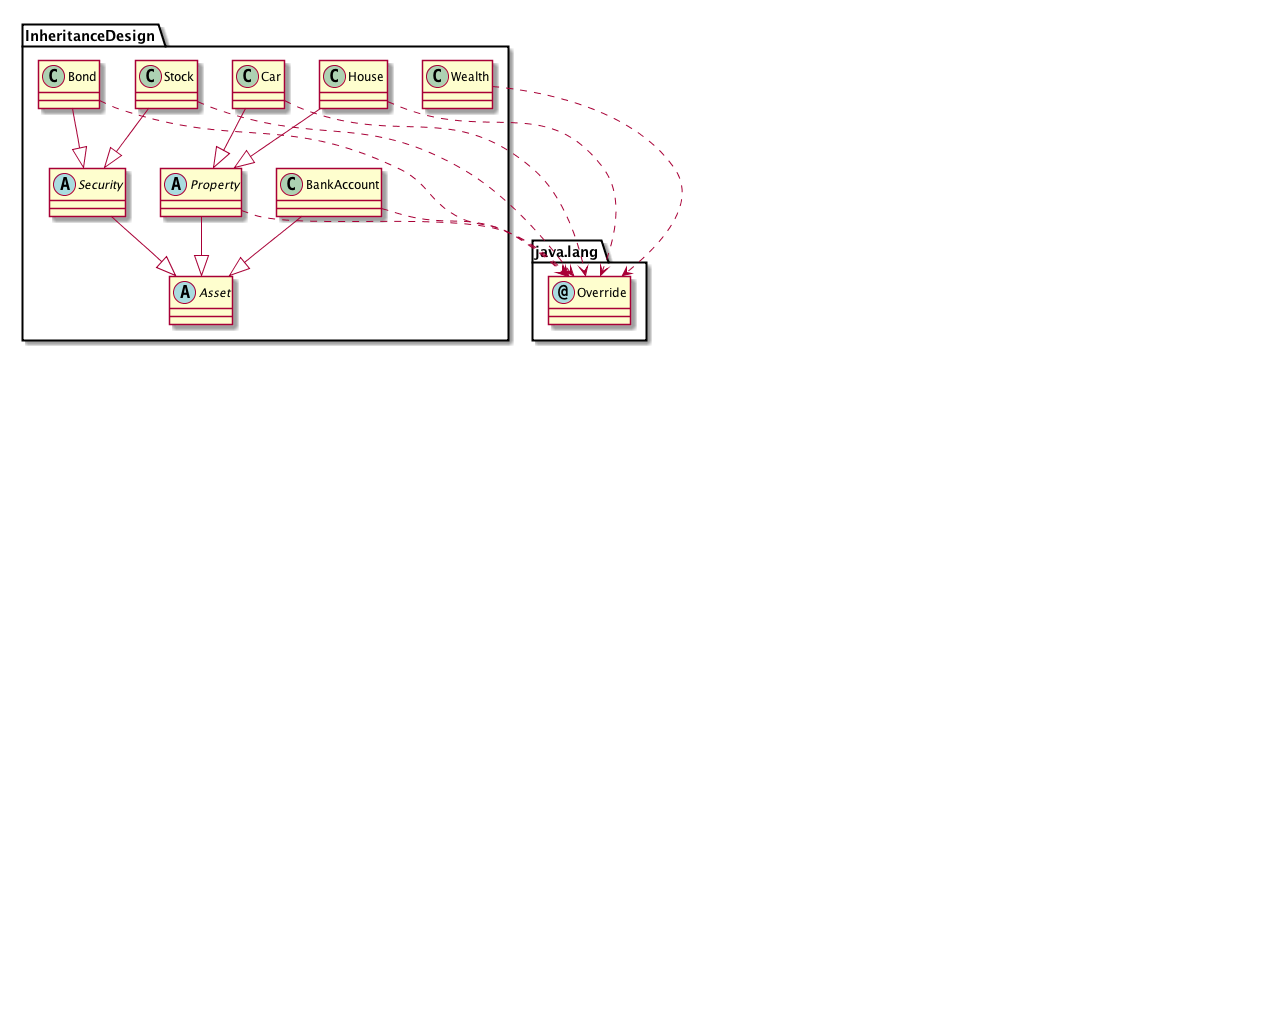 InheritanceDesign
C Bond
C Stock
C Car
C House
C Wealth
A Security
A Property
C BankAccount
java.lang
A Asset
@ Override